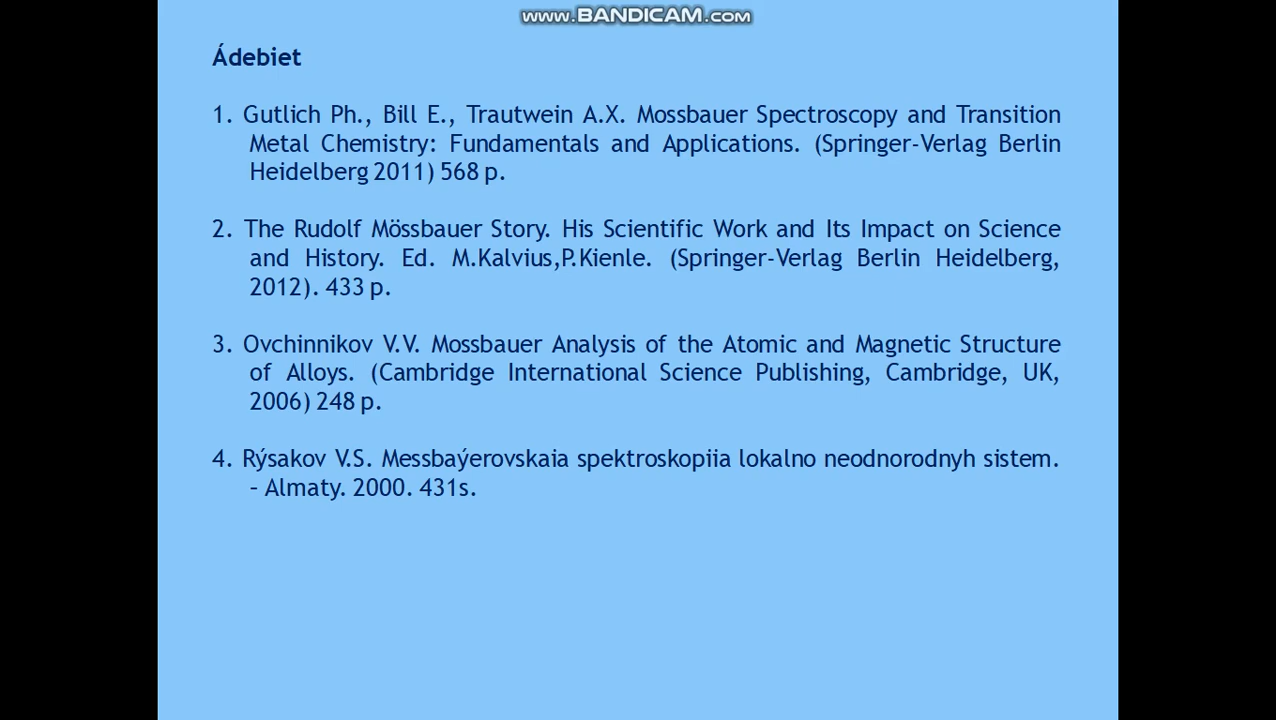 www.BANDICAM.com
Ádebiet
1. Gutlich Ph., Bill E., Trautwein A.X. Mossbauer Spectroscopy and Transition
Metal Chemistry: Fundamentals and Applications. (Springer-Verlag Berlin
Heidelberg 2011) 568 p.
2. The Rudolf Mössbauer Story. His Scientific Work and Its Impact on Science
and History. Ed. M.Kalvius,P.Kienle. (Springer-Verlag Berlin Heidelberg,
2012). 433 p.
3. Ovchinnikov V.V. Mossbauer Analysis of the Atomic and Magnetic Structure
of Alloys. (Cambridge International Science Publishing, Cambridge, UK,
2006) 248 p.
4. Rýsakov V.S. Messbaýerovskaia spektroskopiia lokalno neodnorodnyh sistem.
– Almaty. 2000. 431s.